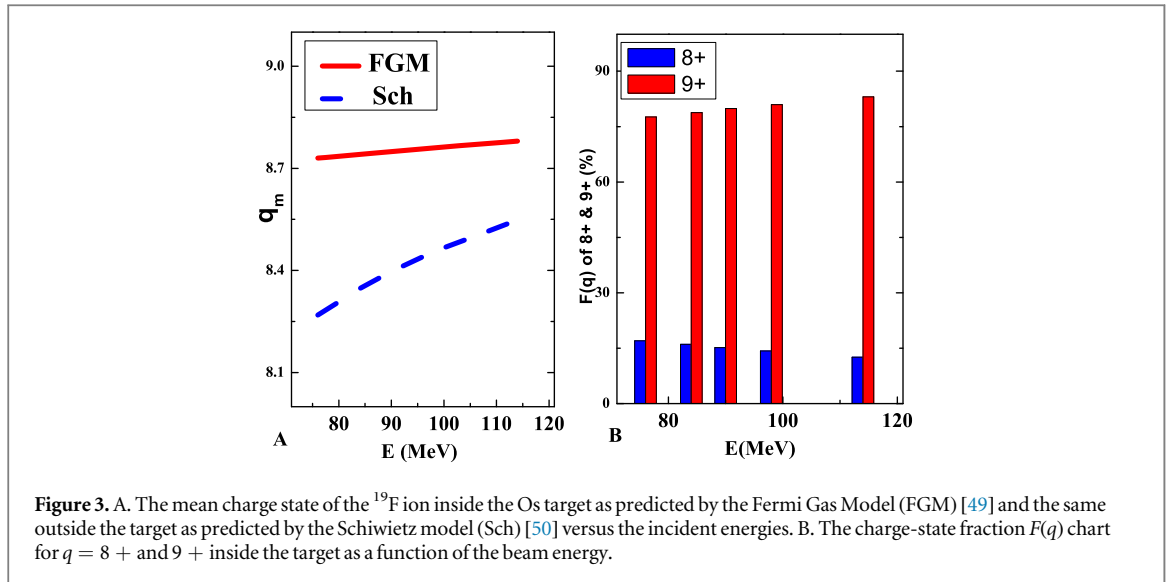 FGM
Sch
9.0
8.7
8.4
8.1
q_m
80 90 100 110 120
A
E (MeV)
8+
9+
90
60
30
0
F(q) of 8+ & 9+ (%)
80 100 120
B
E(MeV)
Figure 3. A. The mean charge state of the ¹⁹F ion inside the Os target as predicted by the Fermi Gas Model (FGM) [49] and the same
outside the target as predicted by the Schiwietz model (Sch) [50] versus the incident energies. B. The charge-state fraction F(q) chart
for q = 8 + and 9 + inside the target as a function of the beam energy.